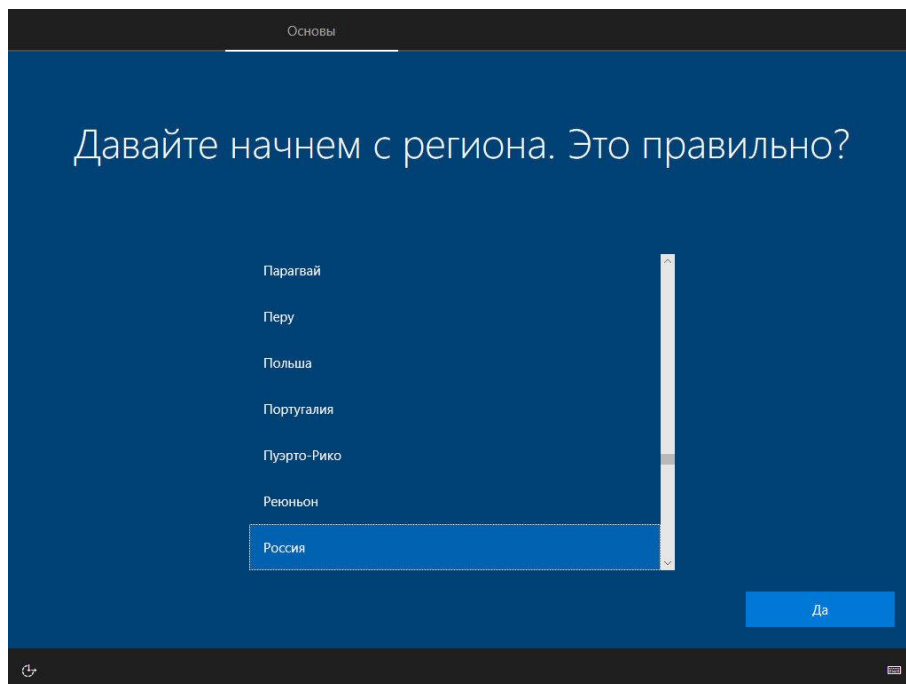 Основы
Давайте начнем с региона. Это правильно?
Парагвай
Перу
Польша
Португалия
Пуэрто-Рико
Реюньон
Россия
Да